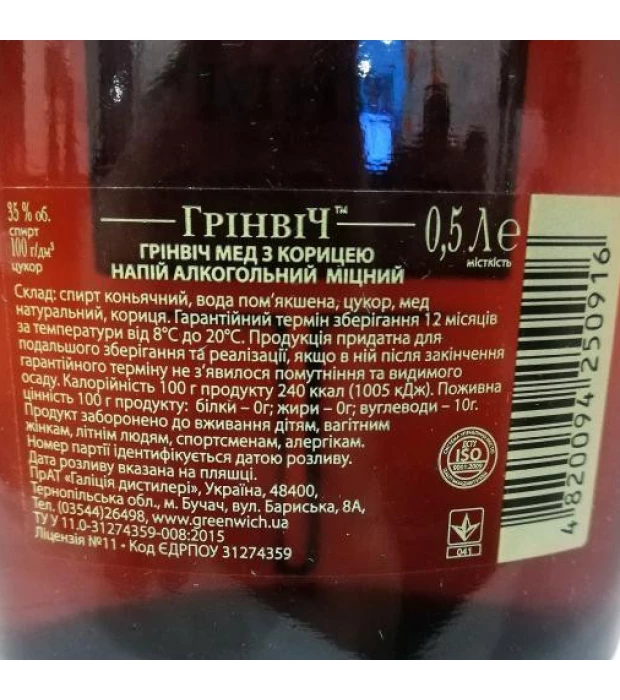 35 % об.
спирт
100 г/дм³
цукор
ГРІНВІЧ™
0,5 Лe
місткість
ГРІНВІЧ МЕД З КОРИЦЕЮ
НАПІЙ АЛКОГОЛЬНИЙ МІЦНИЙ
Склад: спирт коньячний, вода пом’якшена, цукор, мед
натуральний, кориця. Гарантійний термін зберігання 12 місяців
за температури від 8°С до 20°С. Продукція придатна для
подальшого зберігання та реалізації, якщо в ній після закінчення
гарантійного терміну не з’явилося помутніння та видимого
осаду. Калорійність 100 г продукту 240 ккал (1005 кДж). Поживна
цінність 100 г продукту: білки – 0г; жири – 0г; вуглеводи – 10г.
Продукт заборонено до вживання дітям, вагітним
жінкам, літнім людям, спортсменам, алергікам.
Номер партії ідентифікується датою розливу.
Дата розливу вказана на пляшці.
ПрАТ «Галіція дистилері», Україна, 48400,
Тернопільська обл., м. Бучач, вул. Бариська, 8А,
Тел. (03544)26498, www.greenwich.ua
ТУ У 11.0-31274359-008:2015
Ліцензія №11 • Код ЄДРПОУ 31274359
ДСТУ
ISO
9001:2009
041
4820094250916